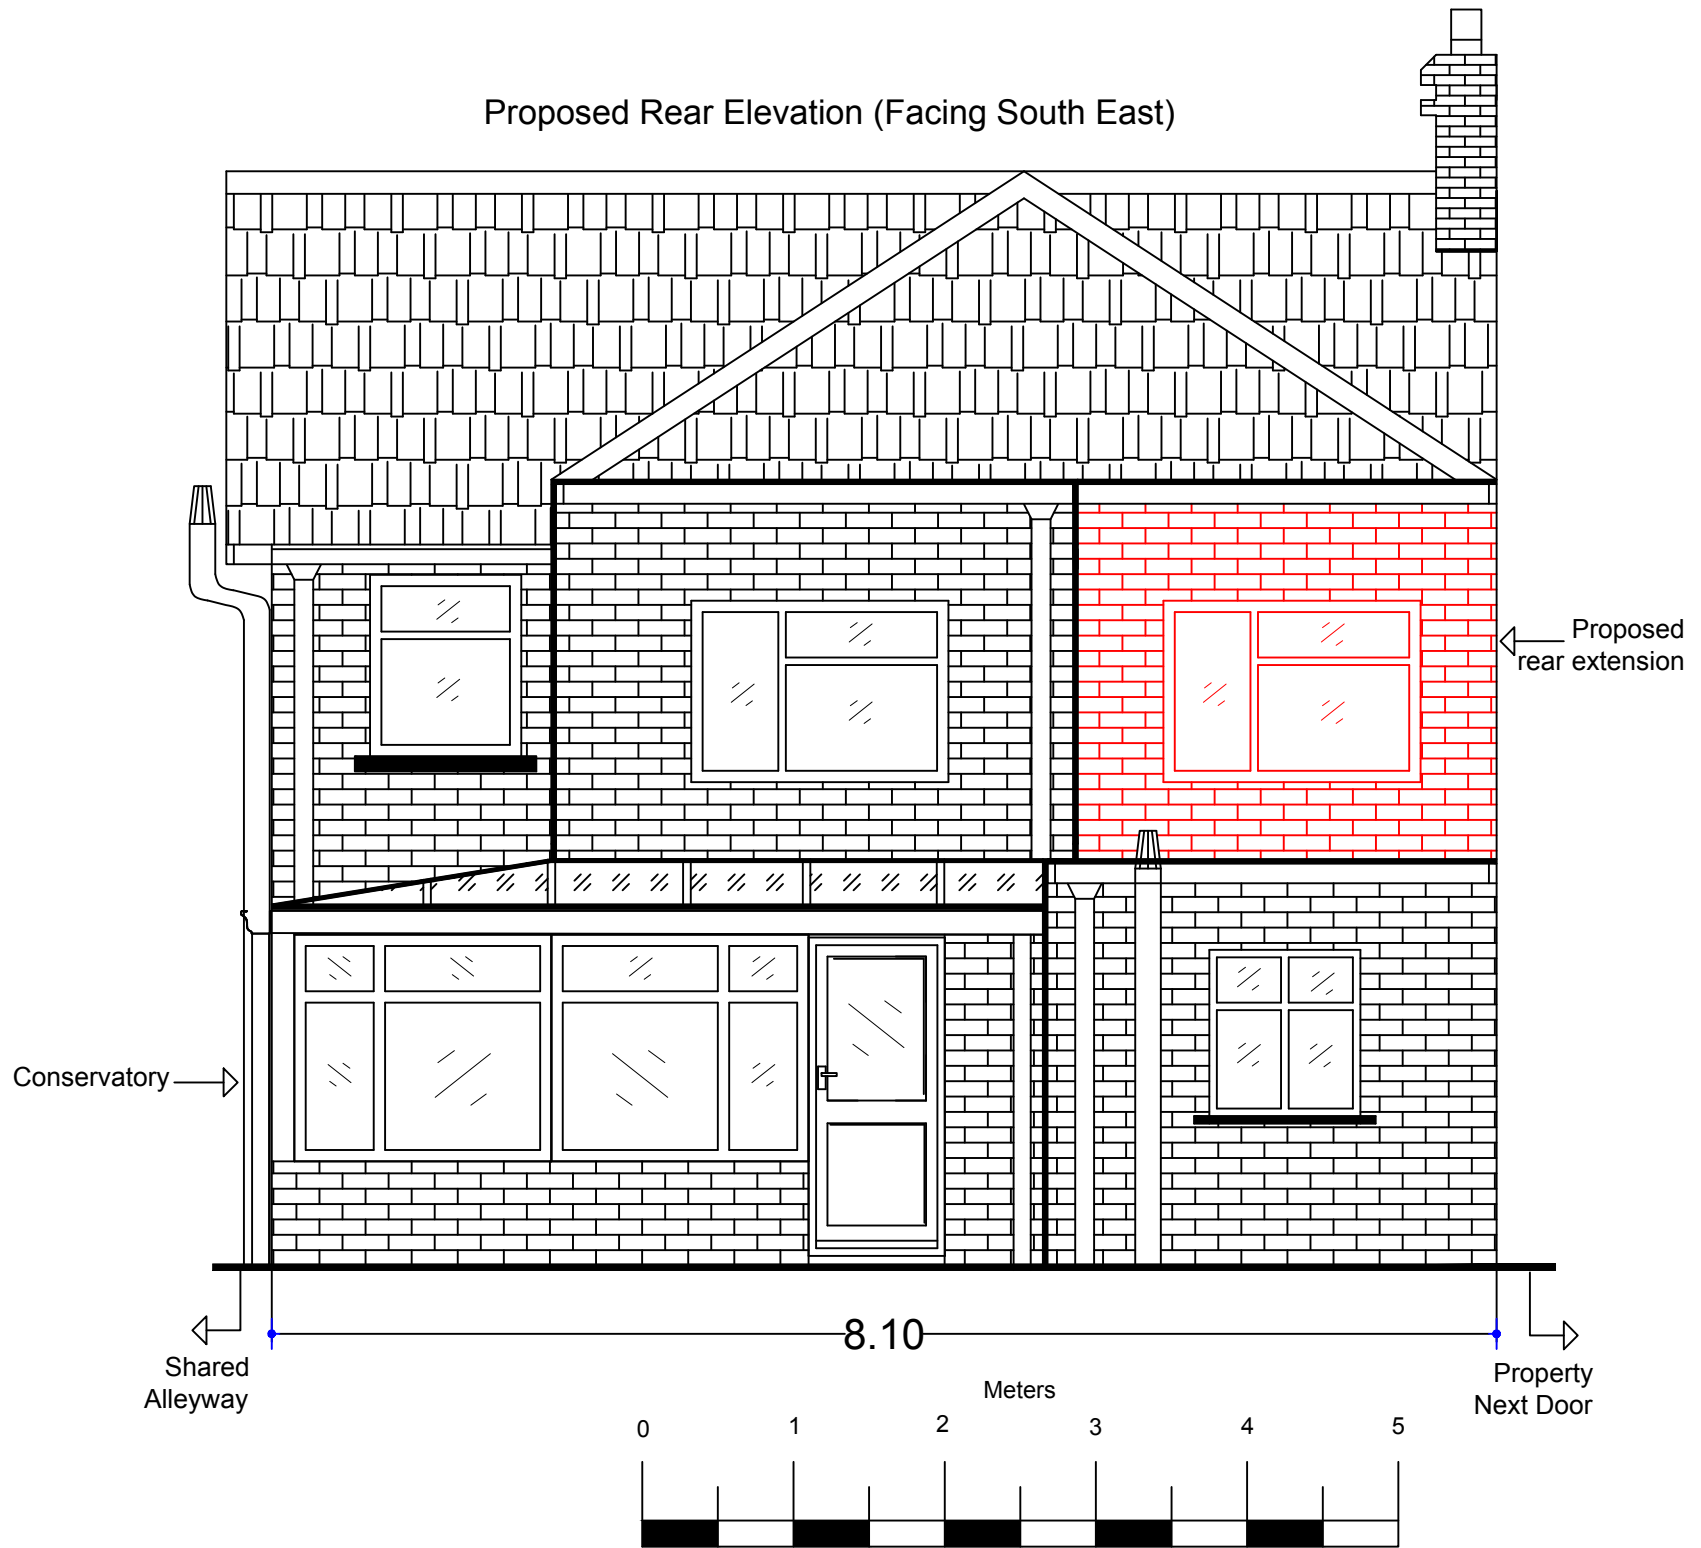 Proposed Rear Elevation (Facing South East)
Proposed
rear extension
Conservatory
8.10
Shared
Alleyway
Property
Next Door
Meters
0 1 2 3 4 5